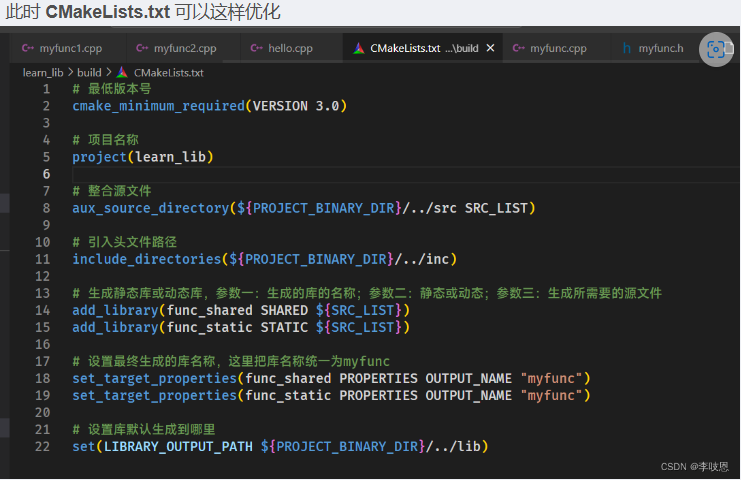 此时 CMakeLists.txt 可以这样优化
myfunc1.cpp myfunc2.cpp hello.cpp CMakeLists.txt ...\build myfunc.cpp myfunc.h
learn_lib > build > CMakeLists.txt
1 # 最低版本号
2 cmake_minimum_required(VERSION 3.0)
3
4 # 项目名称
5 project(learn_lib)
6
7 # 整合源文件
8 aux_source_directory(${PROJECT_BINARY_DIR}/../src SRC_LIST)
9
10 # 引入头文件路径
11 include_directories(${PROJECT_BINARY_DIR}/../inc)
12
13 # 生成静态库或动态库，参数一：生成的库的名称；参数二：静态或动态；参数三：生成所需要的源文件
14 add_library(func_shared SHARED ${SRC_LIST})
15 add_library(func_static STATIC ${SRC_LIST})
16
17 # 设置最终生成的库名称，这里把库名称统一为myfunc
18 set_target_properties(func_shared PROPERTIES OUTPUT_NAME "myfunc")
19 set_target_properties(func_static PROPERTIES OUTPUT_NAME "myfunc")
20
21 # 设置库默认生成到哪里
22 set(LIBRARY_OUTPUT_PATH ${PROJECT_BINARY_DIR}/../lib)
CSDN @李吱恩